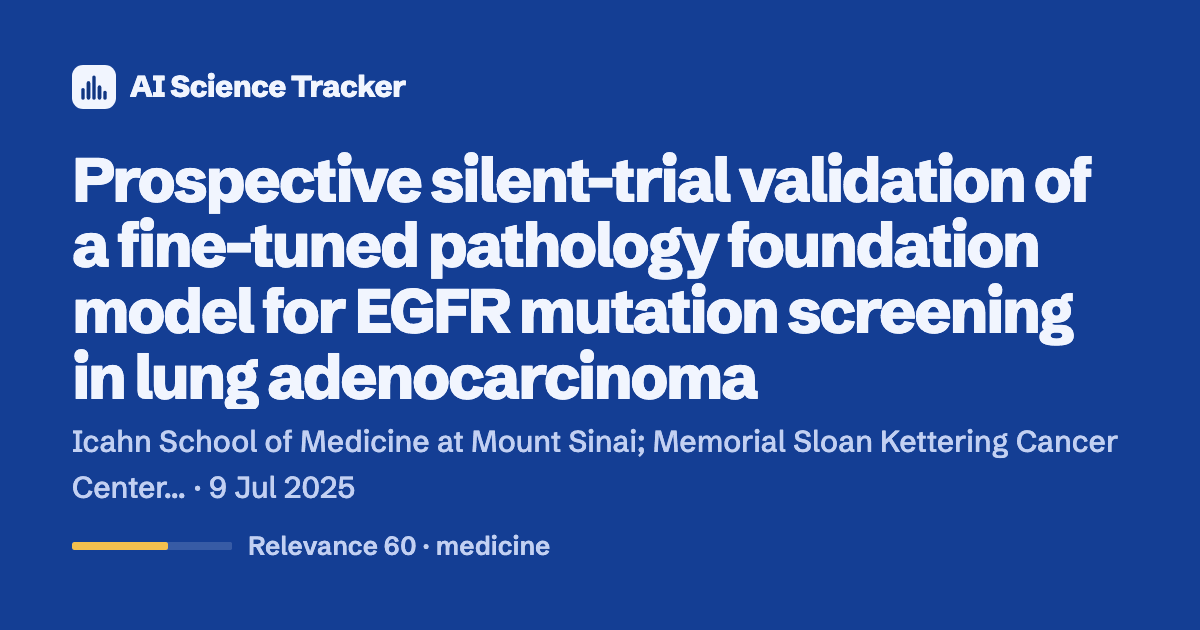 AI Science Tracker
Prospective silent-trial validation of
a fine-tuned pathology foundation
model for EGFR mutation screening
in lung adenocarcinoma
Icahn School of Medicine at Mount Sinai; Memorial Sloan Kettering Cancer
Center... · 9 Jul 2025
Relevance 60 · medicine